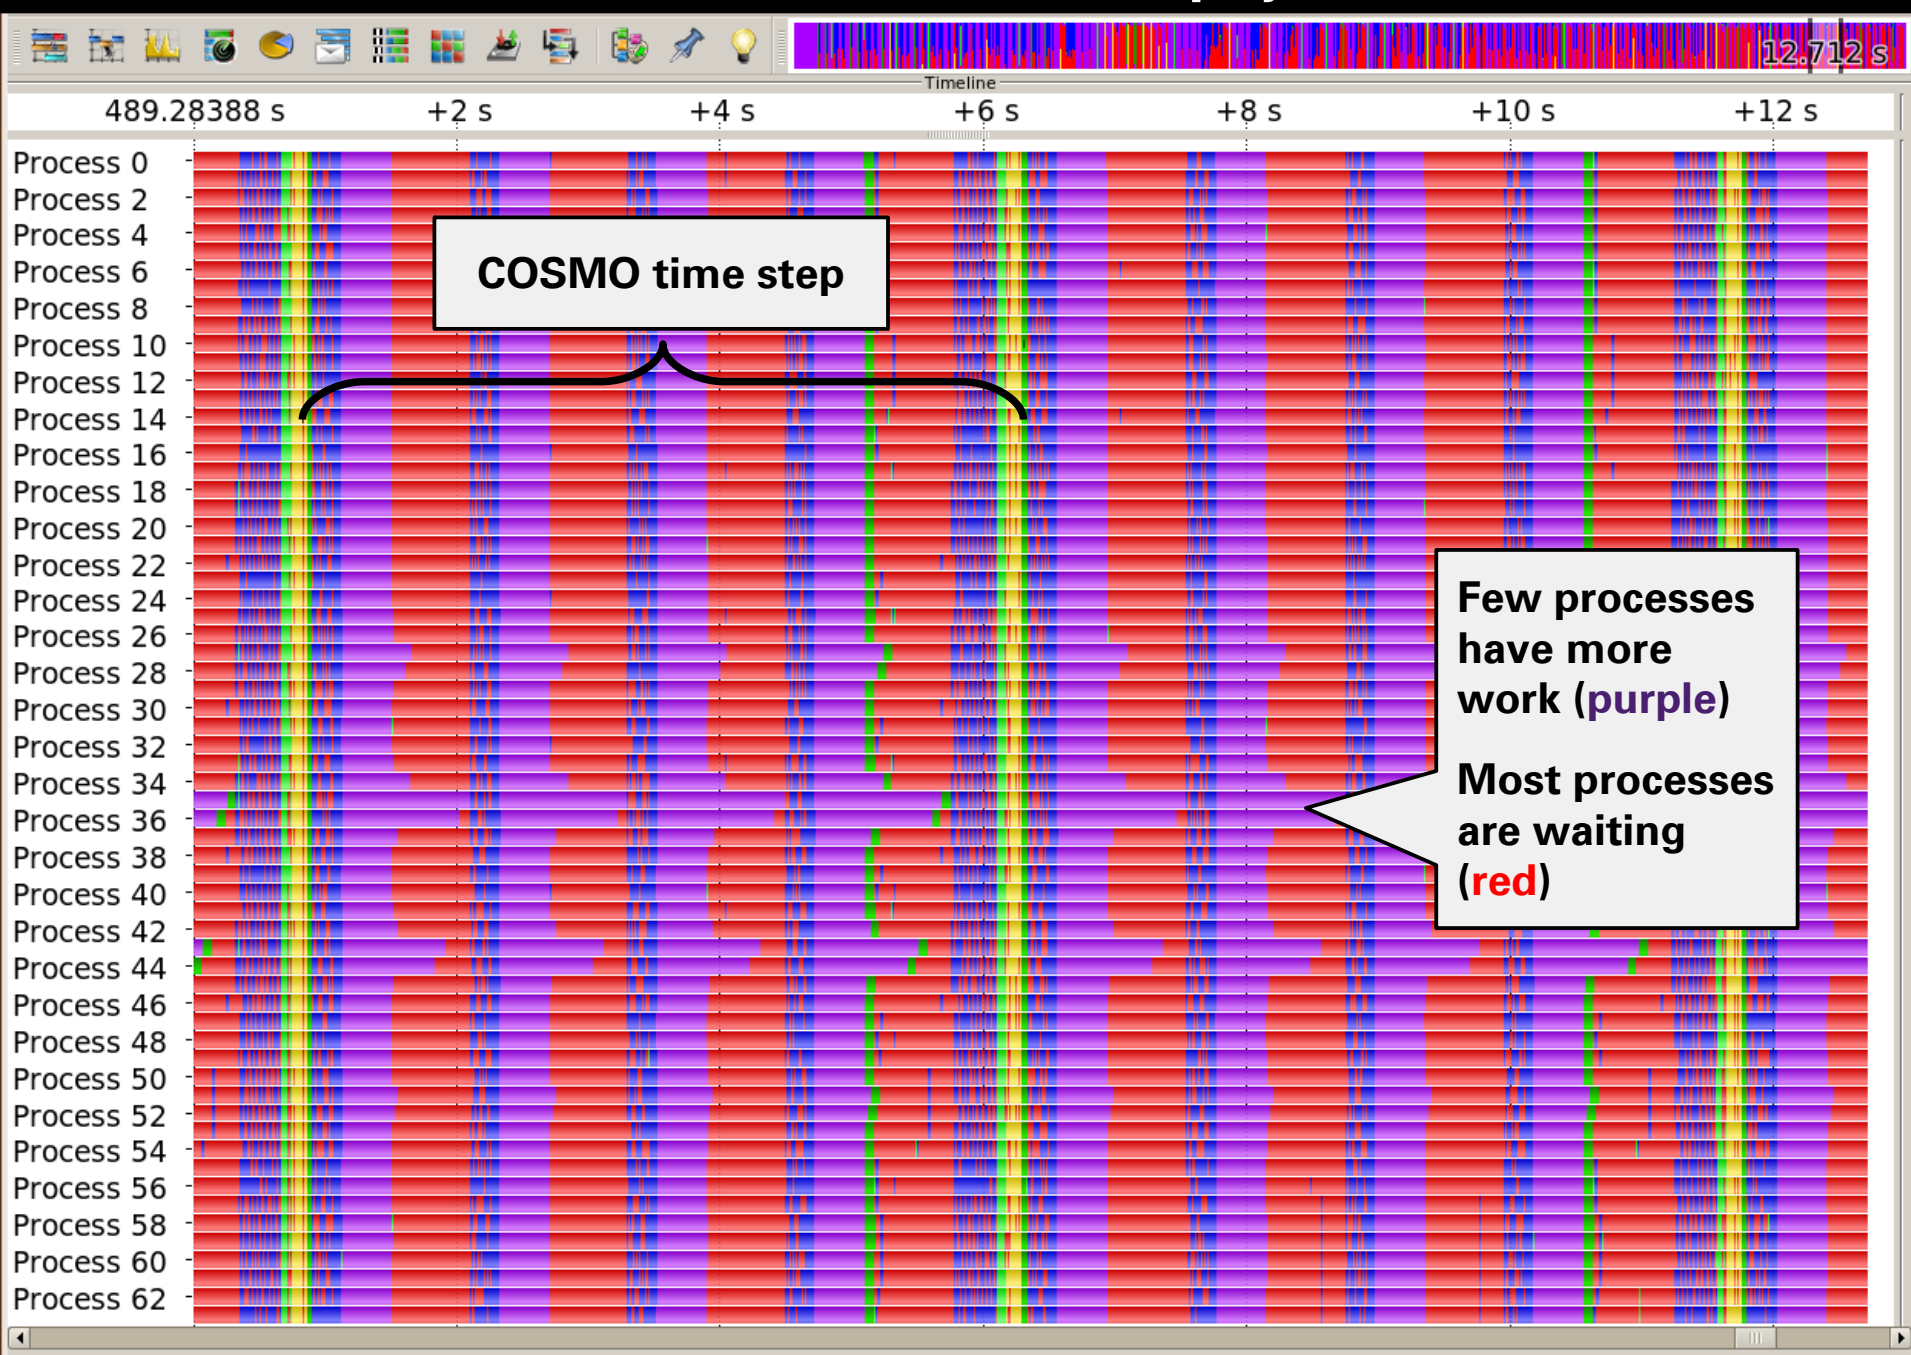 12.712 s
Timeline
489.28388 s +2 s +4 s +6 s +8 s +10 s +12 s
Process 0
Process 2
Process 4
Process 6
Process 8
Process 10
Process 12
Process 14
Process 16
Process 18
Process 20
Process 22
Process 24
Process 26
Process 28
Process 30
Process 32
Process 34
Process 36
Process 38
Process 40
Process 42
Process 44
Process 46
Process 48
Process 50
Process 52
Process 54
Process 56
Process 58
Process 60
Process 62
COSMO time step
Few processes
have more
work (purple)
Most processes
are waiting
(red)